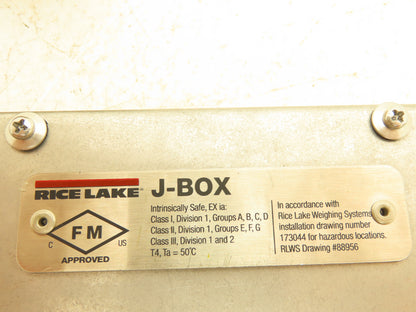 RICE LAKE
J-BOX
Intrinsically Safe, EX ia:
Class I, Division 1, Groups A, B, C, D
Class II, Division 1, Groups E, F, G
Class III, Division 1 and 2
T4, Ta = 50°C
In accordance with
Rice Lake Weighing Systems
installation drawing number
173044 for hazardous locations.
RLWS Drawing #88956
FM
C US
APPROVED